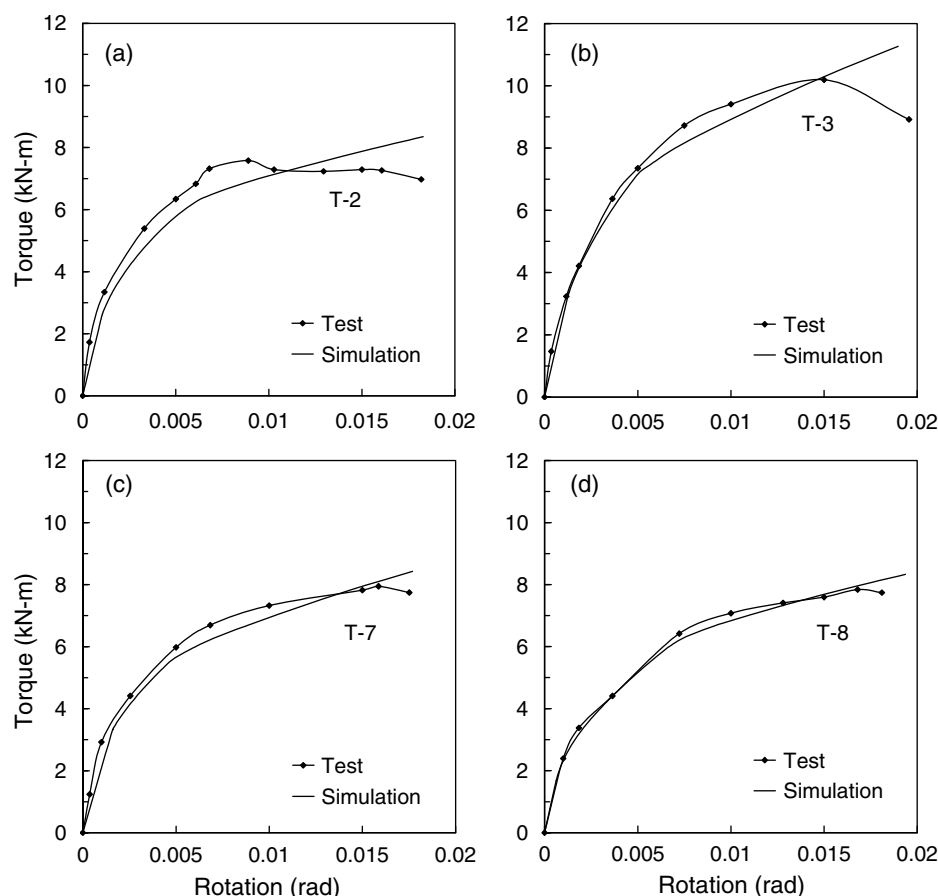 12
10
8
6
4
2
0
Torque (kN-m)
(a)
T-2
Test
Simulation
0 0.005 0.01 0.015 0.02
12
10
8
6
4
2
0
(b)
T-3
Test
Simulation
0 0.005 0.01 0.015 0.02
12
10
8
6
4
2
0
Torque (kN-m)
(c)
T-7
Test
Simulation
0 0.005 0.01 0.015 0.02
Rotation (rad)
12
10
8
6
4
2
0
(d)
T-8
Test
Simulation
0 0.005 0.01 0.015 0.02
Rotation (rad)